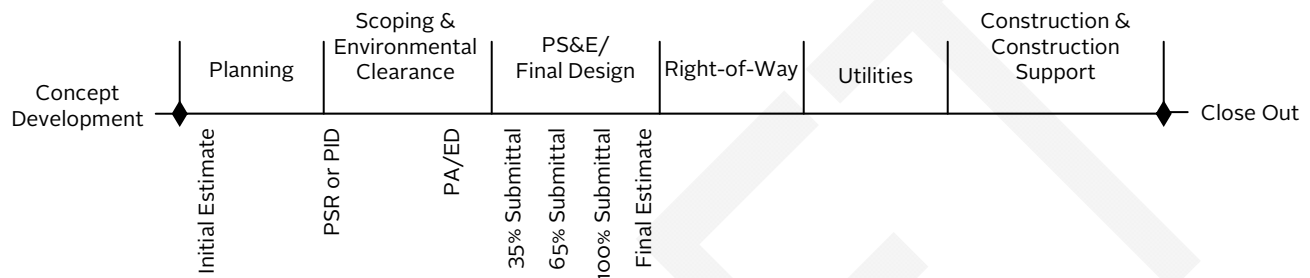 Concept
Development
Planning
Scoping &
Environmental
Clearance
PS&E/
Final Design
Right-of-Way
Utilities
Construction &
Construction
Support
Close Out
Initial Estimate
PSR or PID
PA/ED
35% Submittal
65% Submittal
100% Submittal
Final Estimate